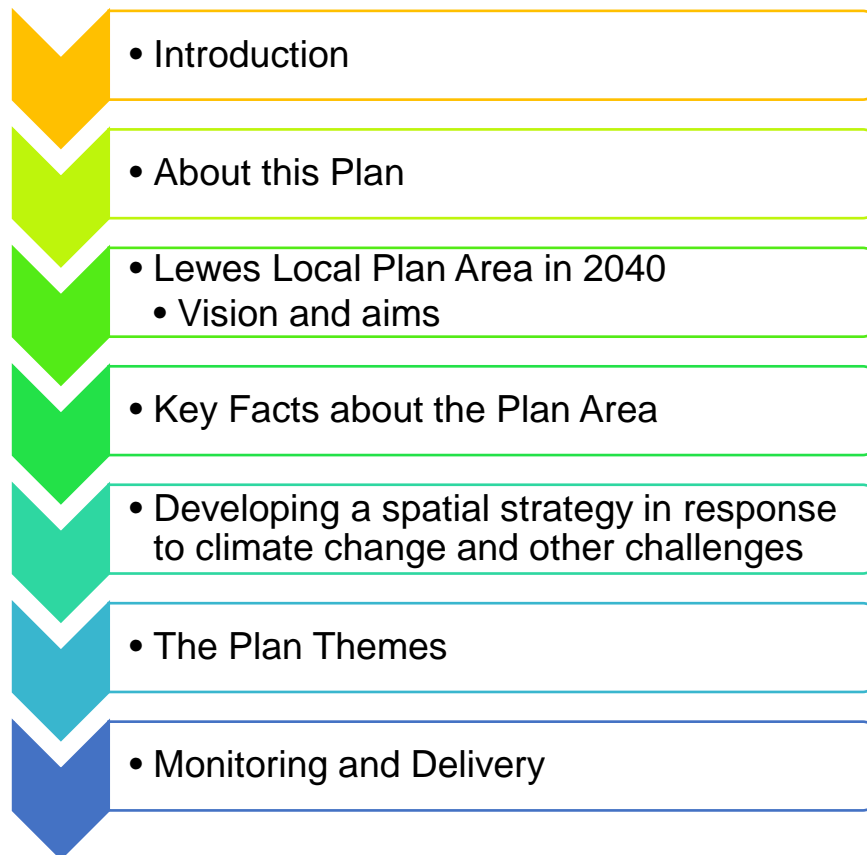 • Introduction
• About this Plan
• Lewes Local Plan Area in 2040
• Vision and aims
• Key Facts about the Plan Area
• Developing a spatial strategy in response
to climate change and other challenges
• The Plan Themes
• Monitoring and Delivery